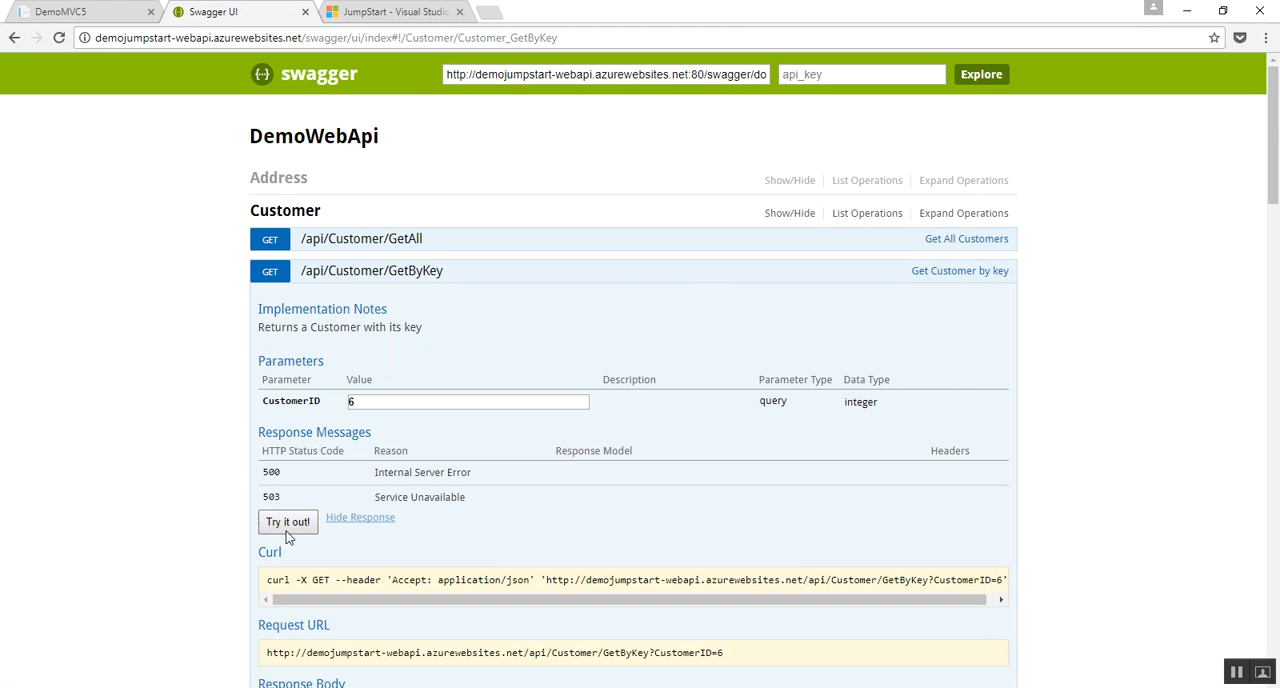 DemoMVC5
Swagger UI
JumpStart - Visual Studio
demojumpstart-webapi.azurewebsites.net/swagger/ui/index#!/Customer/Customer_GetByKey
{··} swagger
http://demojumpstart-webapi.azurewebsites.net:80/swagger/do
api_key
Explore
DemoWebApi
Address
Show/Hide
List Operations
Expand Operations
Customer
Show/Hide
List Operations
Expand Operations
GET /api/Customer/GetAll Get All Customers
GET /api/Customer/GetByKey Get Customer by key
Implementation Notes
Returns a Customer with its key
Parameters
Parameter Value Description Parameter Type Data Type
CustomerID 6 query integer
Response Messages
HTTP Status Code Reason Response Model Headers
500 Internal Server Error
503 Service Unavailable
Try it out! Hide Response
Curl
curl -X GET --header 'Accept: application/json' 'http://demojumpstart-webapi.azurewebsites.net/api/Customer/GetByKey?CustomerID=6'
Request URL
http://demojumpstart-webapi.azurewebsites.net/api/Customer/GetByKey?CustomerID=6
Response Body